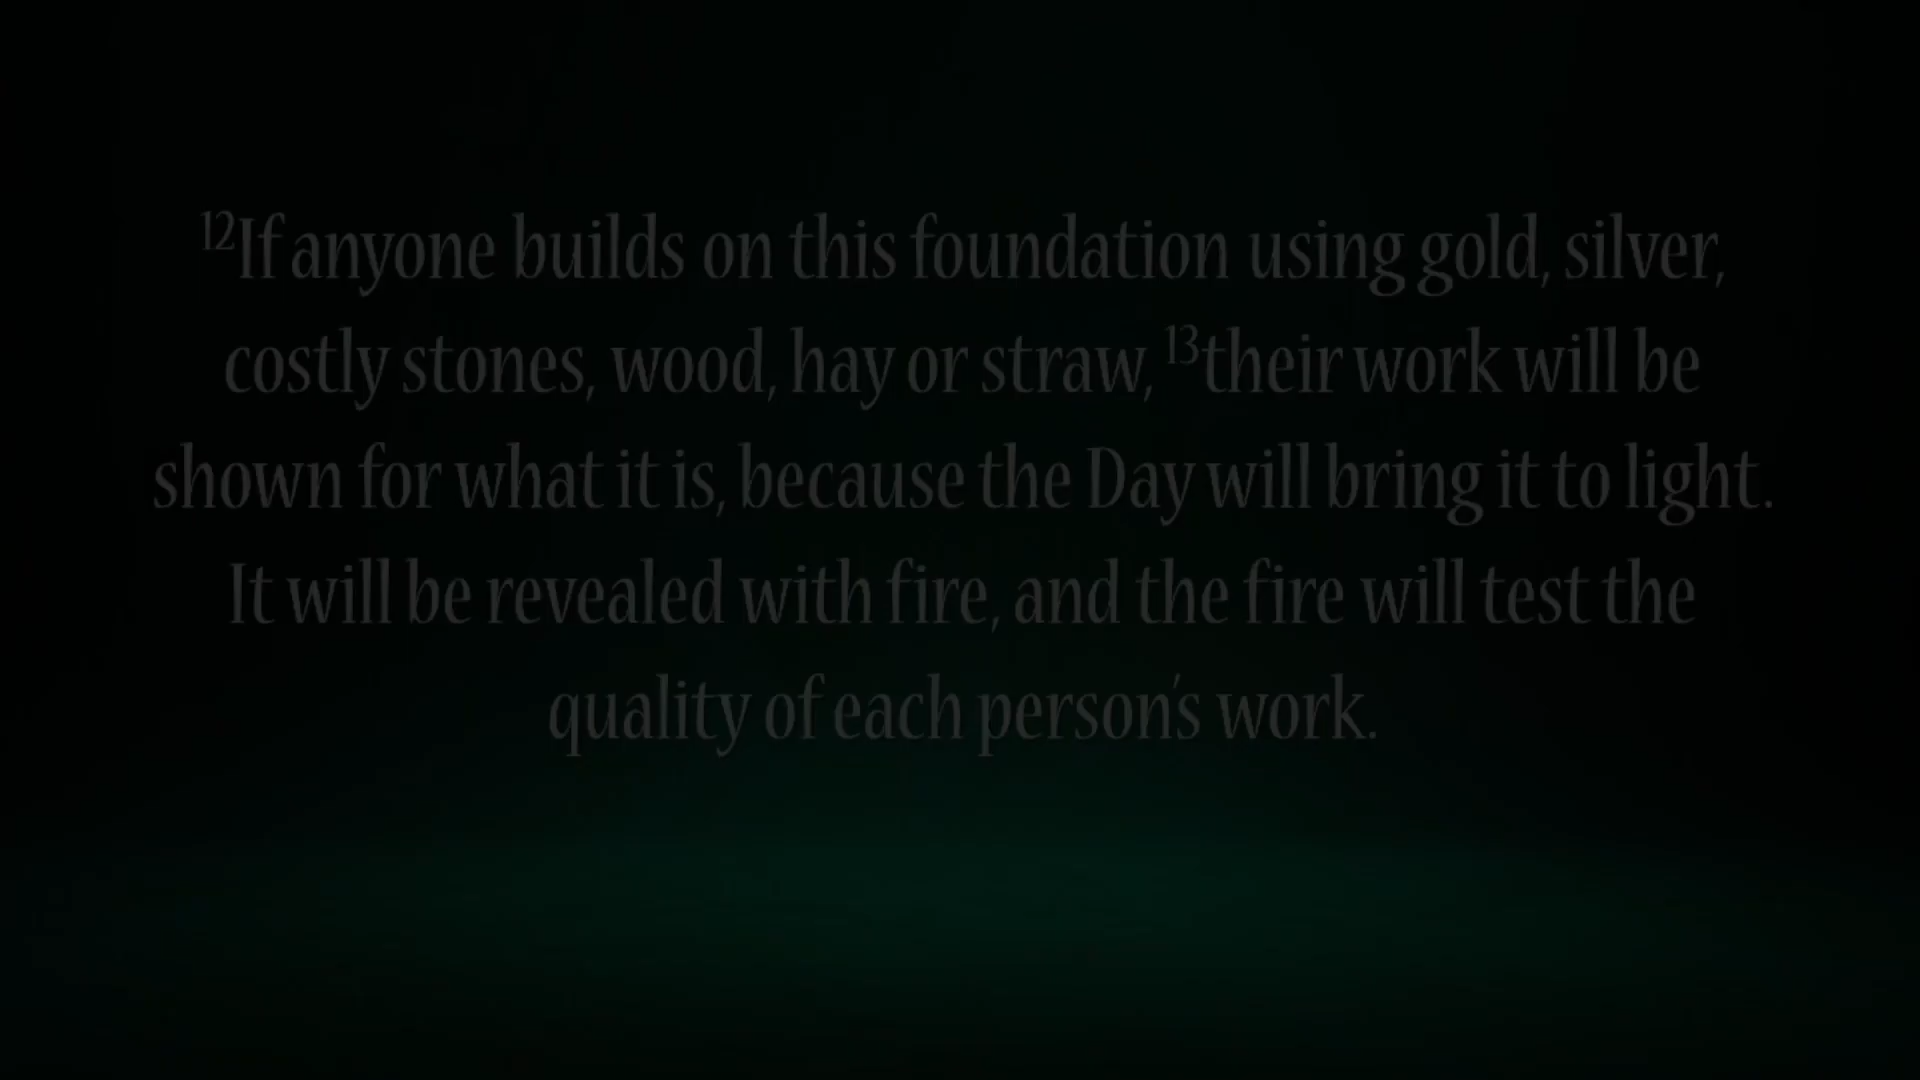 ¹²If anyone builds on this foundation using gold, silver,
costly stones, wood, hay or straw, ¹³their work will be
shown for what it is, because the Day will bring it to light.
It will be revealed with fire, and the fire will test the
quality of each person's work.